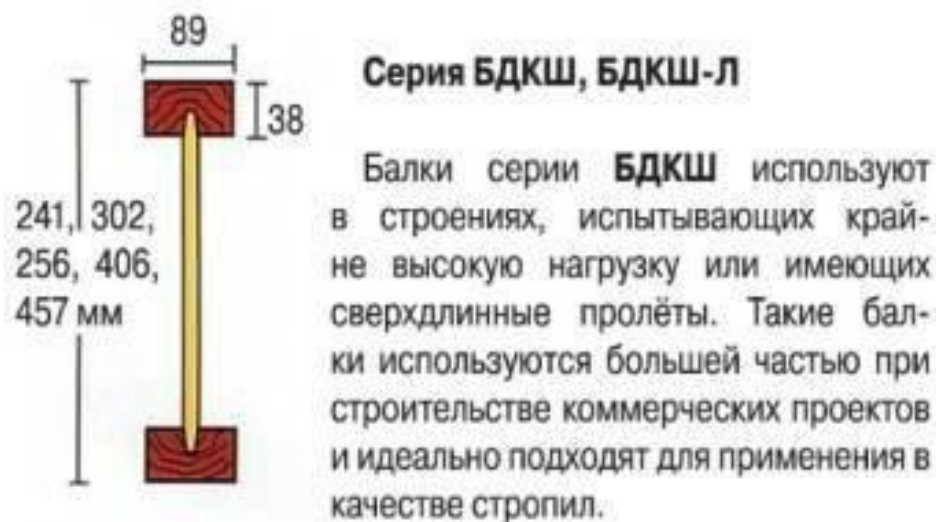 89
38
241, 302,
256, 406,
457 мм
Серия БДКШ, БДКШ-Л
Балки серии БДКШ используют
в строениях, испытывающих край-
не высокую нагрузку или имеющих
сверхдлинные пролёты. Такие бал-
ки используются большей частью при
строительстве коммерческих проектов
и идеально подходят для применения в
качестве стропил.